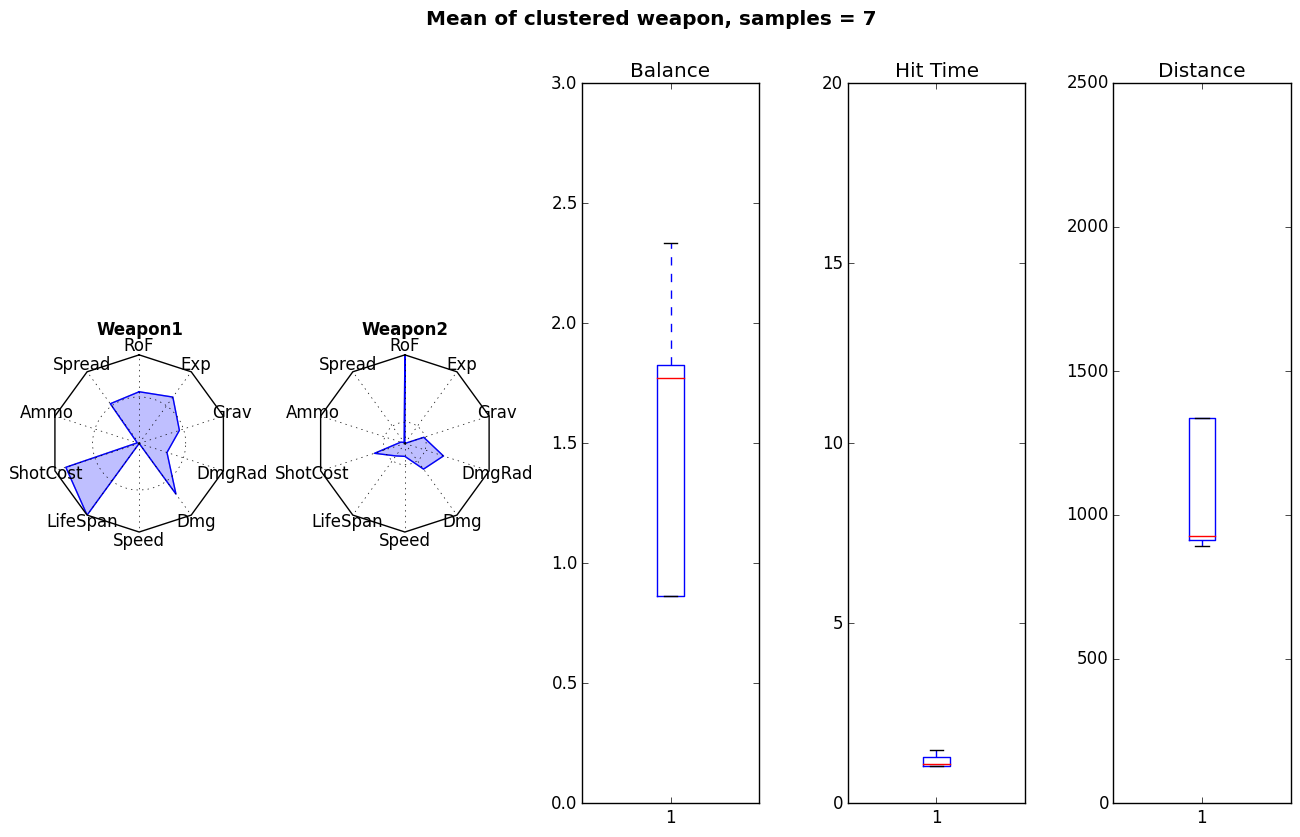 Mean of clustered weapon, samples = 7
Weapon1
RoF
Exp
Grav
DmgRad
Dmg
Speed
LifeSpan
ShotCost
Ammo
Spread
Weapon2
RoF
Exp
Grav
DmgRad
Dmg
Speed
LifeSpan
ShotCost
Ammo
Spread
Balance
3.0
2.5
2.0
1.5
1.0
0.5
0.0
1
Hit Time
20
15
10
5
0
1
Distance
2500
2000
1500
1000
500
0
1